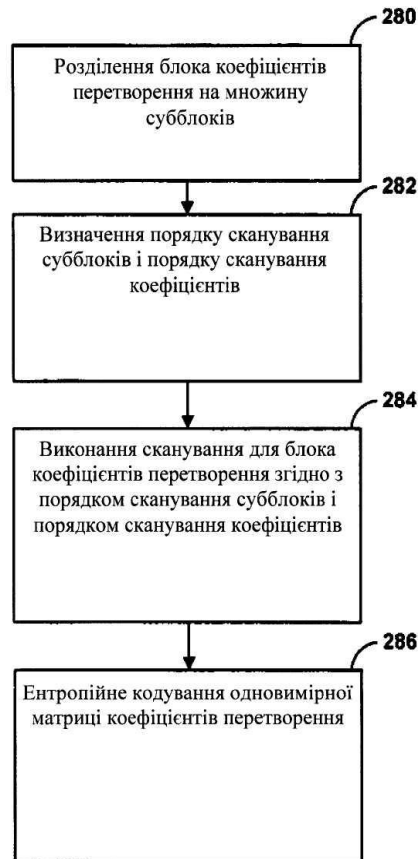 280
Розділення блока коефіцієнтів
перетворення на множину
субблоків
282
Визначення порядку сканування
субблоків і порядку сканування
коефіцієнтів
284
Виконання сканування для блока
коефіцієнтів перетворення згідно з
порядком сканування субблоків і
порядком сканування коефіцієнтів
286
Ентропійне кодування одновимірної
матриці коефіцієнтів перетворення